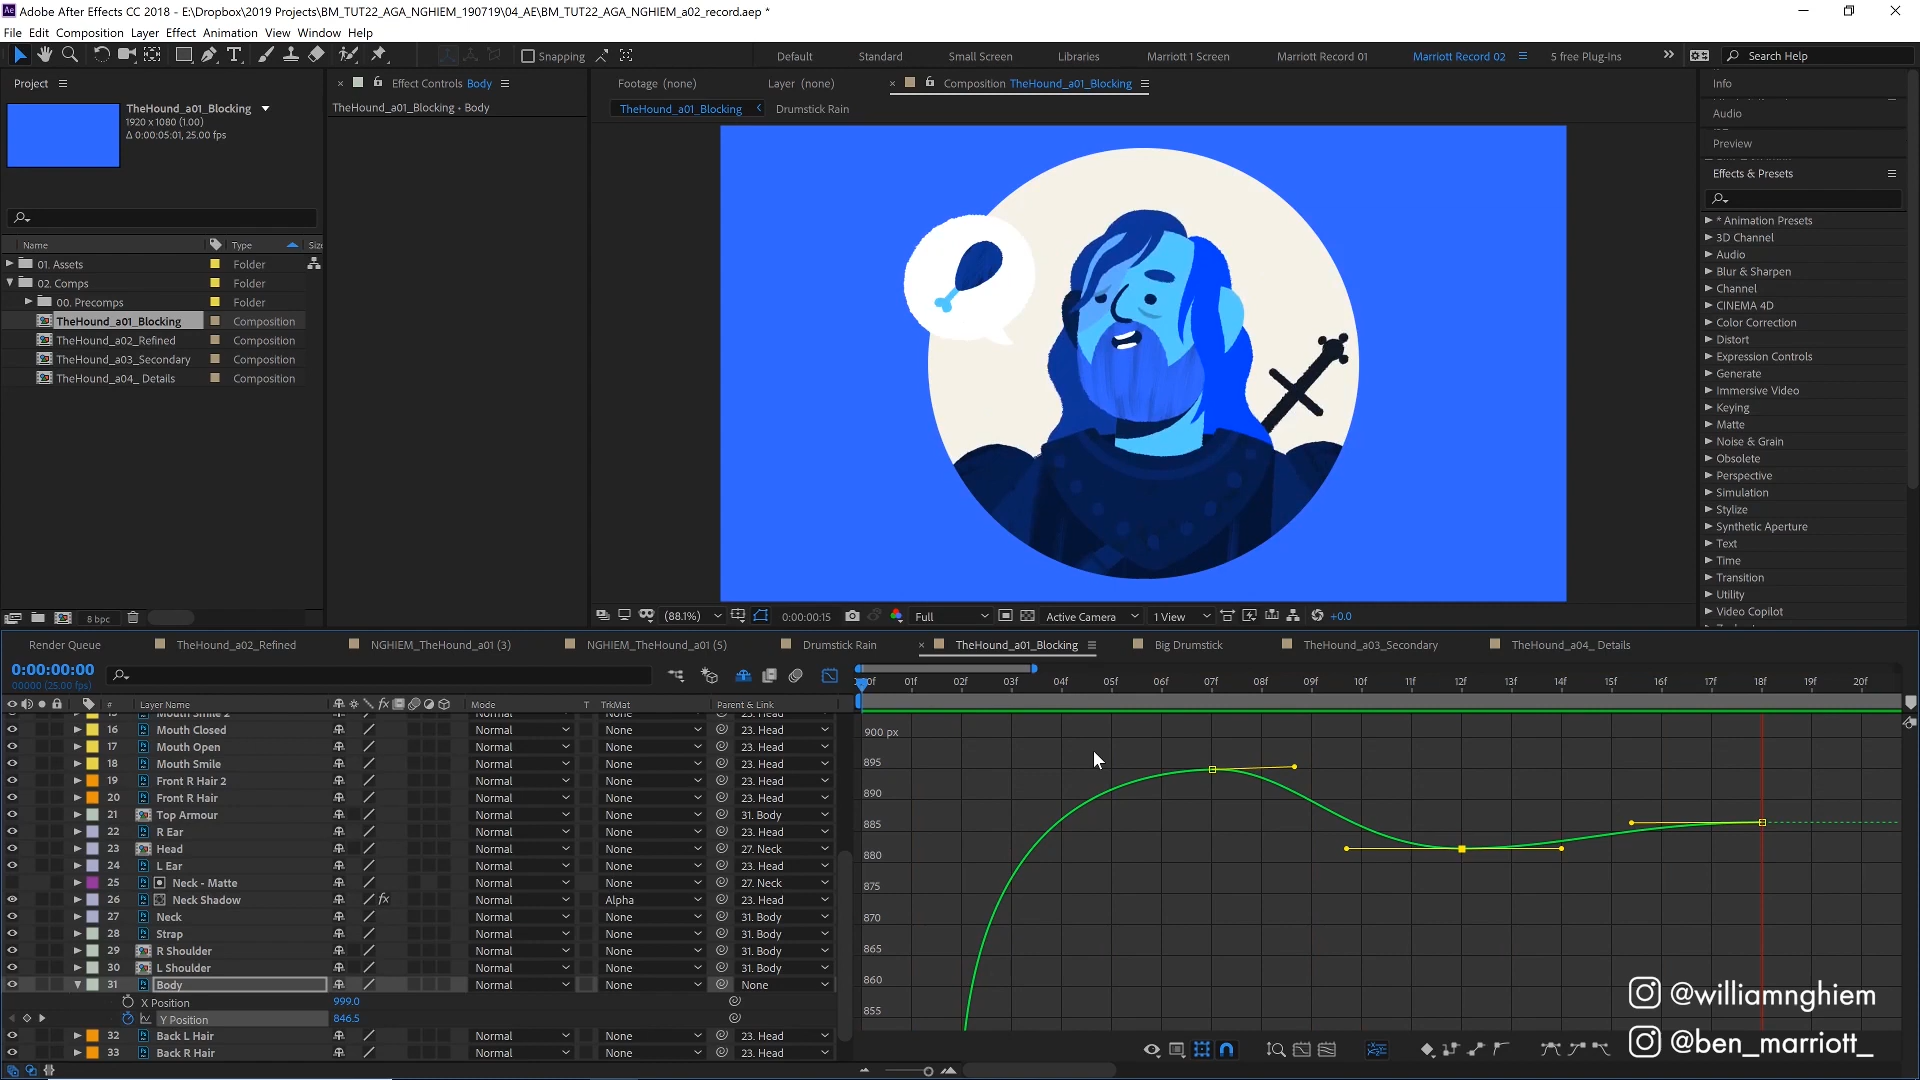 Adobe After Effects CC 2018 - E:\Dropbox\2019 Projects\BM_TUT22_AGA_NGHIEM_190719\04_AE\BM_TUT22_AGA_NGHIEM_a02_record.aep *
File Edit Composition Layer Effect Animation View Window Help
Snapping Default Standard Small Screen Libraries Marriott 1 Screen Marriott Record 01 Marriott Record 02 5 free Plug-Ins Search Help
Project
TheHound_a01_Blocking
1920 x 1080 (1.00)
Δ 0:00:05:01, 25.00 fps
Name Type Size
01. Assets Folder
02. Comps Folder
00. Precomps Folder
TheHound_a01_Blocking Composition
TheHound_a02_Refined Composition
TheHound_a03_Secondary Composition
TheHound_a04_ Details Composition
8 bpc
Effect Controls Body
TheHound_a01_Blocking • Body
Footage (none) Layer (none) Composition TheHound_a01_Blocking
TheHound_a01_Blocking Drumstick Rain
(88.1%) 0:00:00:15 Full Active Camera 1 View +0.0
Info
Audio
Preview
Effects & Presets
* Animation Presets
3D Channel
Audio
Blur & Sharpen
Channel
CINEMA 4D
Color Correction
Distort
Expression Controls
Generate
Immersive Video
Keying
Matte
Noise & Grain
Obsolete
Perspective
Simulation
Stylize
Synthetic Aperture
Text
Time
Transition
Utility
Video Copilot
Render Queue TheHound_a02_Refined NGHIEM_TheHound_a01 (3) NGHIEM_TheHound_a01 (5) Drumstick Rain TheHound_a01_Blocking Big Drumstick TheHound_a03_Secondary TheHound_a04_ Details
0:00:00:00
00000 (25.00 fps)
# Layer Name Mode T TrkMat Parent & Link
15 Mouth Smile 2 Normal None 23. Head
16 Mouth Closed Normal None 23. Head
17 Mouth Open Normal None 23. Head
18 Mouth Smile Normal None 23. Head
19 Front R Hair 2 Normal None 23. Head
20 Front R Hair Normal None 23. Head
21 Top Armour Normal None 31. Body
22 R Ear Normal None 23. Head
23 Head Normal None 27. Neck
24 L Ear Normal None 23. Head
25 Neck - Matte Normal None 27. Neck
26 Neck Shadow fx Normal Alpha 23. Head
27 Neck Normal None 31. Body
28 Strap Normal None 31. Body
29 R Shoulder Normal None 31. Body
30 L Shoulder Normal None 31. Body
31 Body Normal None None
X Position 999.0
Y Position 846.5
32 Back L Hair Normal None 23. Head
33 Back R Hair Normal None 23. Head
01f 02f 03f 04f 05f 06f 07f 08f 09f 10f 11f 12f 13f 14f 15f 16f 17f 18f 19f 20f
900 px
895
890
885
880
875
870
865
860
855
@williamnghiem
@ben_marriott_